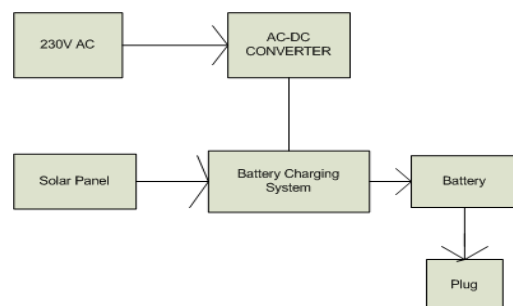 230V AC
AC-DC
CONVERTER
Solar Panel
Battery Charging
System
Battery
Plug